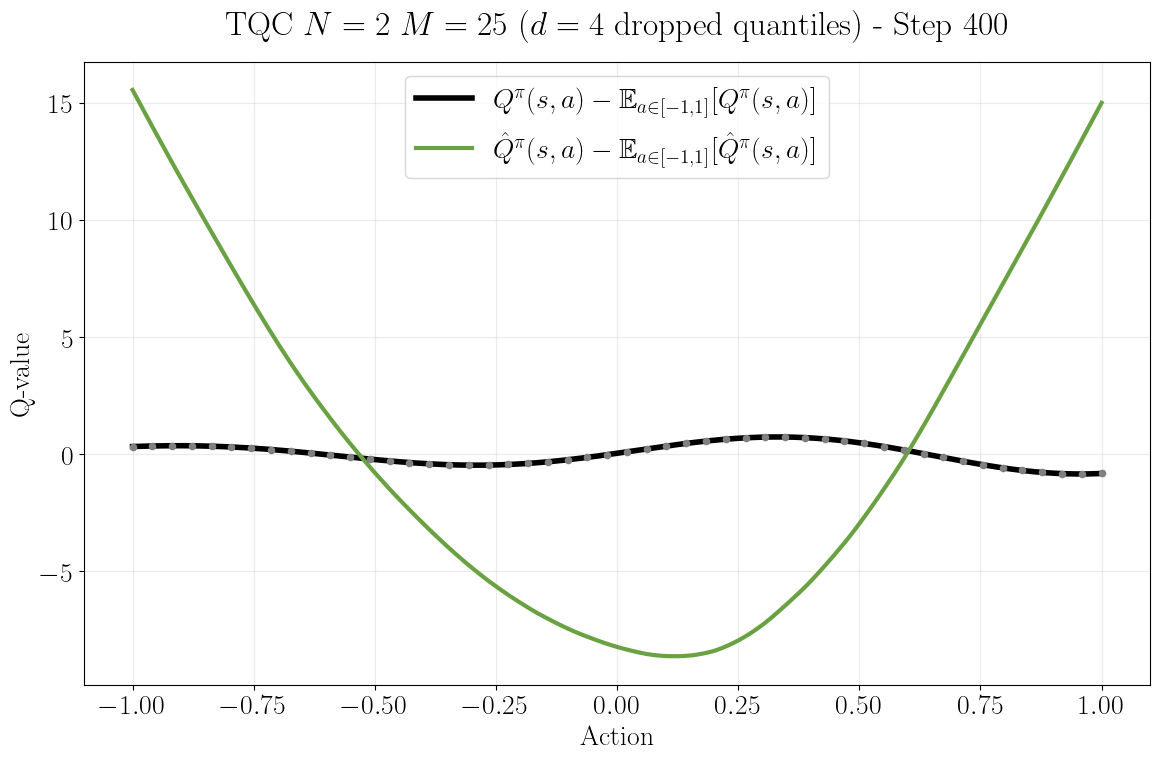 TQC N = 2 M = 25 (d = 4 dropped quantiles) - Step 400
Q^π(s, a) − 𝔼_{a∈[−1,1]}[Q^π(s, a)]
Q̂^π(s, a) − 𝔼_{a∈[−1,1]}[Q̂^π(s, a)]
15
10
5
0
−5
Q-value
−1.00 −0.75 −0.50 −0.25 0.00 0.25 0.50 0.75 1.00
Action